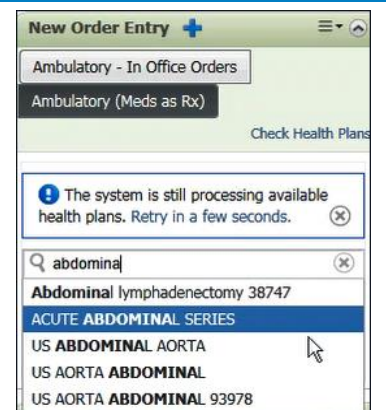 New Order Entry
Ambulatory - In Office Orders
Ambulatory (Meds as Rx)
Check Health Plans
The system is still processing available
health plans. Retry in a few seconds.
abdomina
Abdominal lymphadenectomy 38747
ACUTE ABDOMINAL SERIES
US ABDOMINAL AORTA
US AORTA ABDOMINAL
US AORTA ABDOMINAL 93978